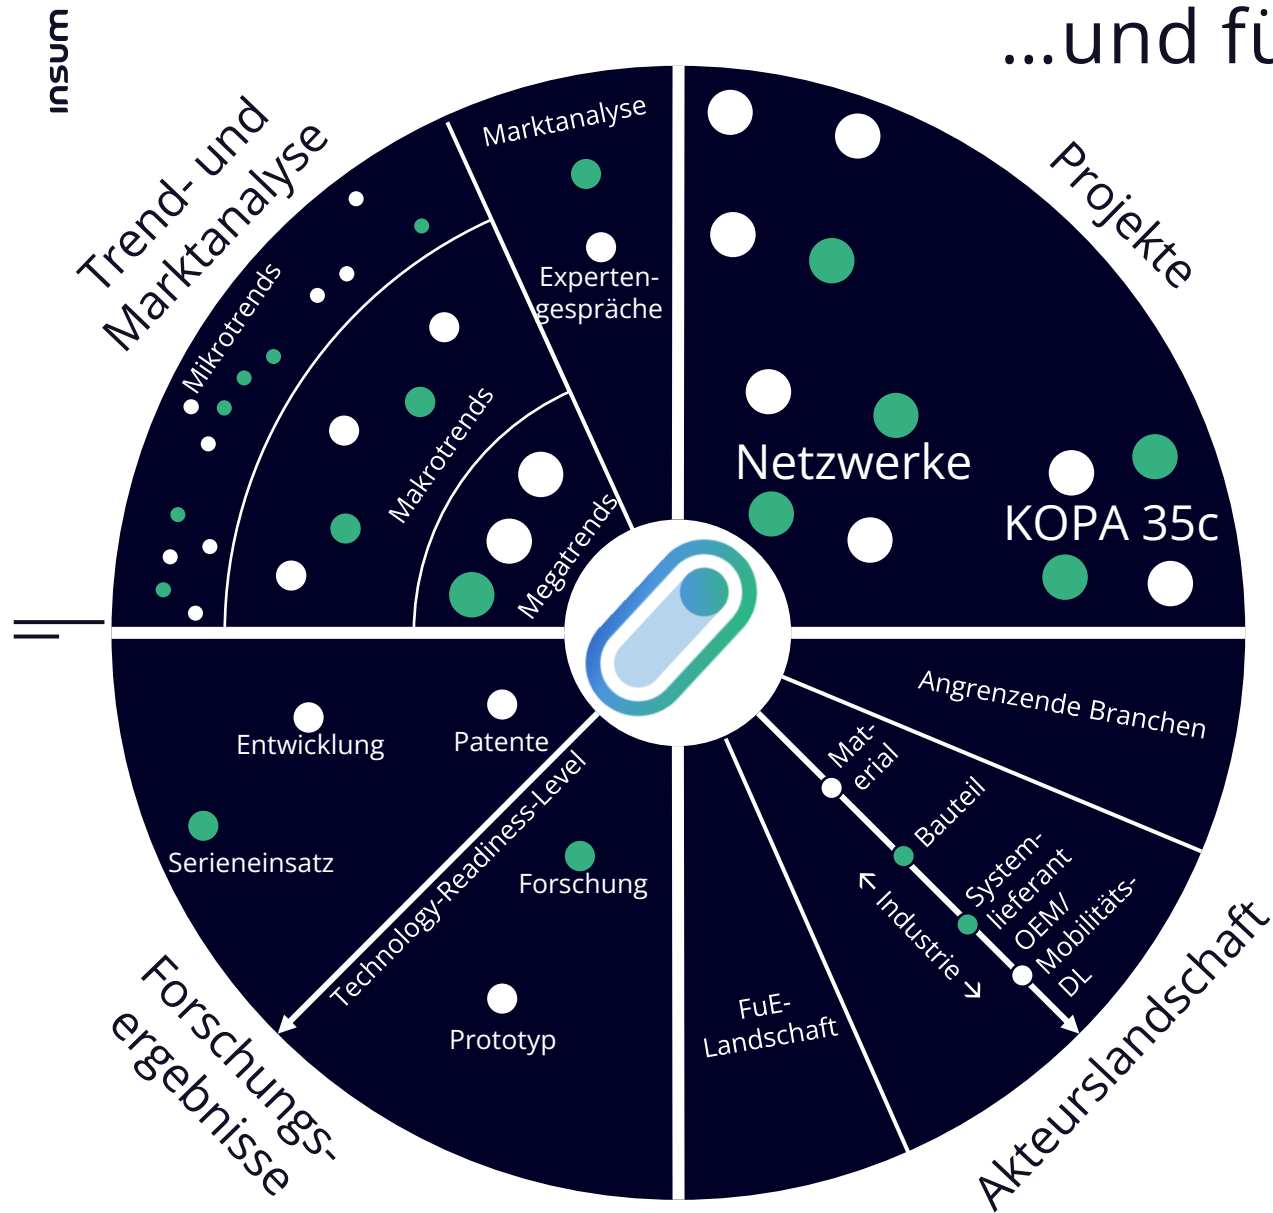 insum
...und fü
Trend- und
Marktanalyse
Marktanalyse
Experten-
gespräche
Mikrotrends
Makrotrends
Megatrends
Projekte
Netzwerke
KOPA 35c
Entwicklung
Patente
Serieneinsatz
Technology-Readiness-Level
Forschung
Prototyp
Forschungs-
ergebnisse
Angrenzende Branchen
Mat-
erial
Bauteil
System-
lieferant
OEM/
Mobilitäts-
DL
← Industrie →
FuE-
Landschaft
Akteurslandschaft